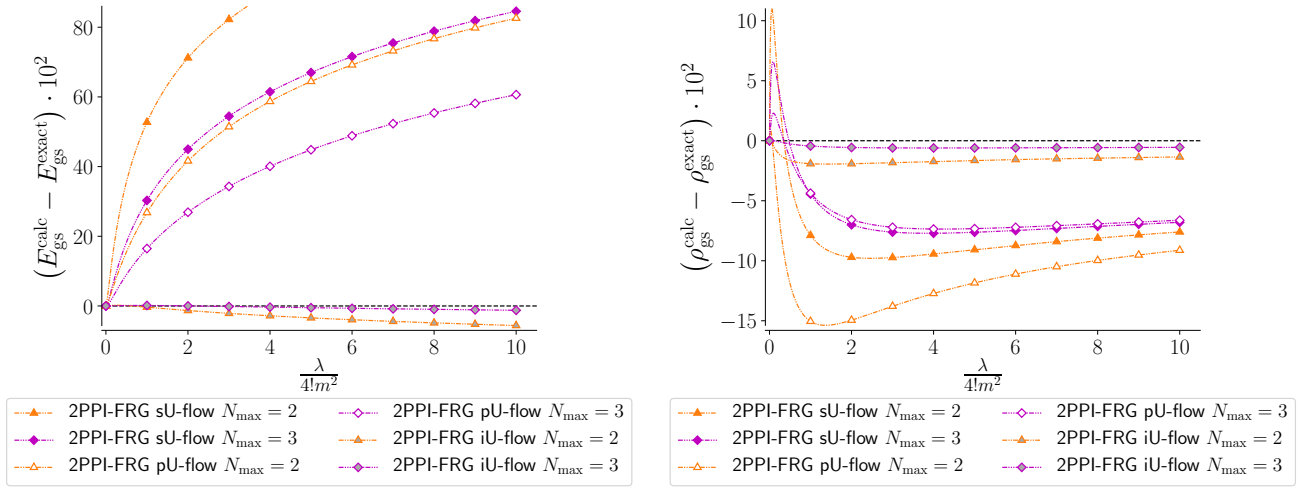 (E_gs^calc − E_gs^exact) · 10^2
80
60
40
20
0
0 2 4 6 8 10
λ/4!m^2
2PPI-FRG sU-flow N_max = 2
2PPI-FRG sU-flow N_max = 3
2PPI-FRG pU-flow N_max = 2
2PPI-FRG pU-flow N_max = 3
2PPI-FRG iU-flow N_max = 2
2PPI-FRG iU-flow N_max = 3
(ρ_gs^calc − ρ_gs^exact) · 10^2
10
5
0
−5
−10
−15
0 2 4 6 8 10
λ/4!m^2
2PPI-FRG sU-flow N_max = 2
2PPI-FRG sU-flow N_max = 3
2PPI-FRG pU-flow N_max = 2
2PPI-FRG pU-flow N_max = 3
2PPI-FRG iU-flow N_max = 2
2PPI-FRG iU-flow N_max = 3